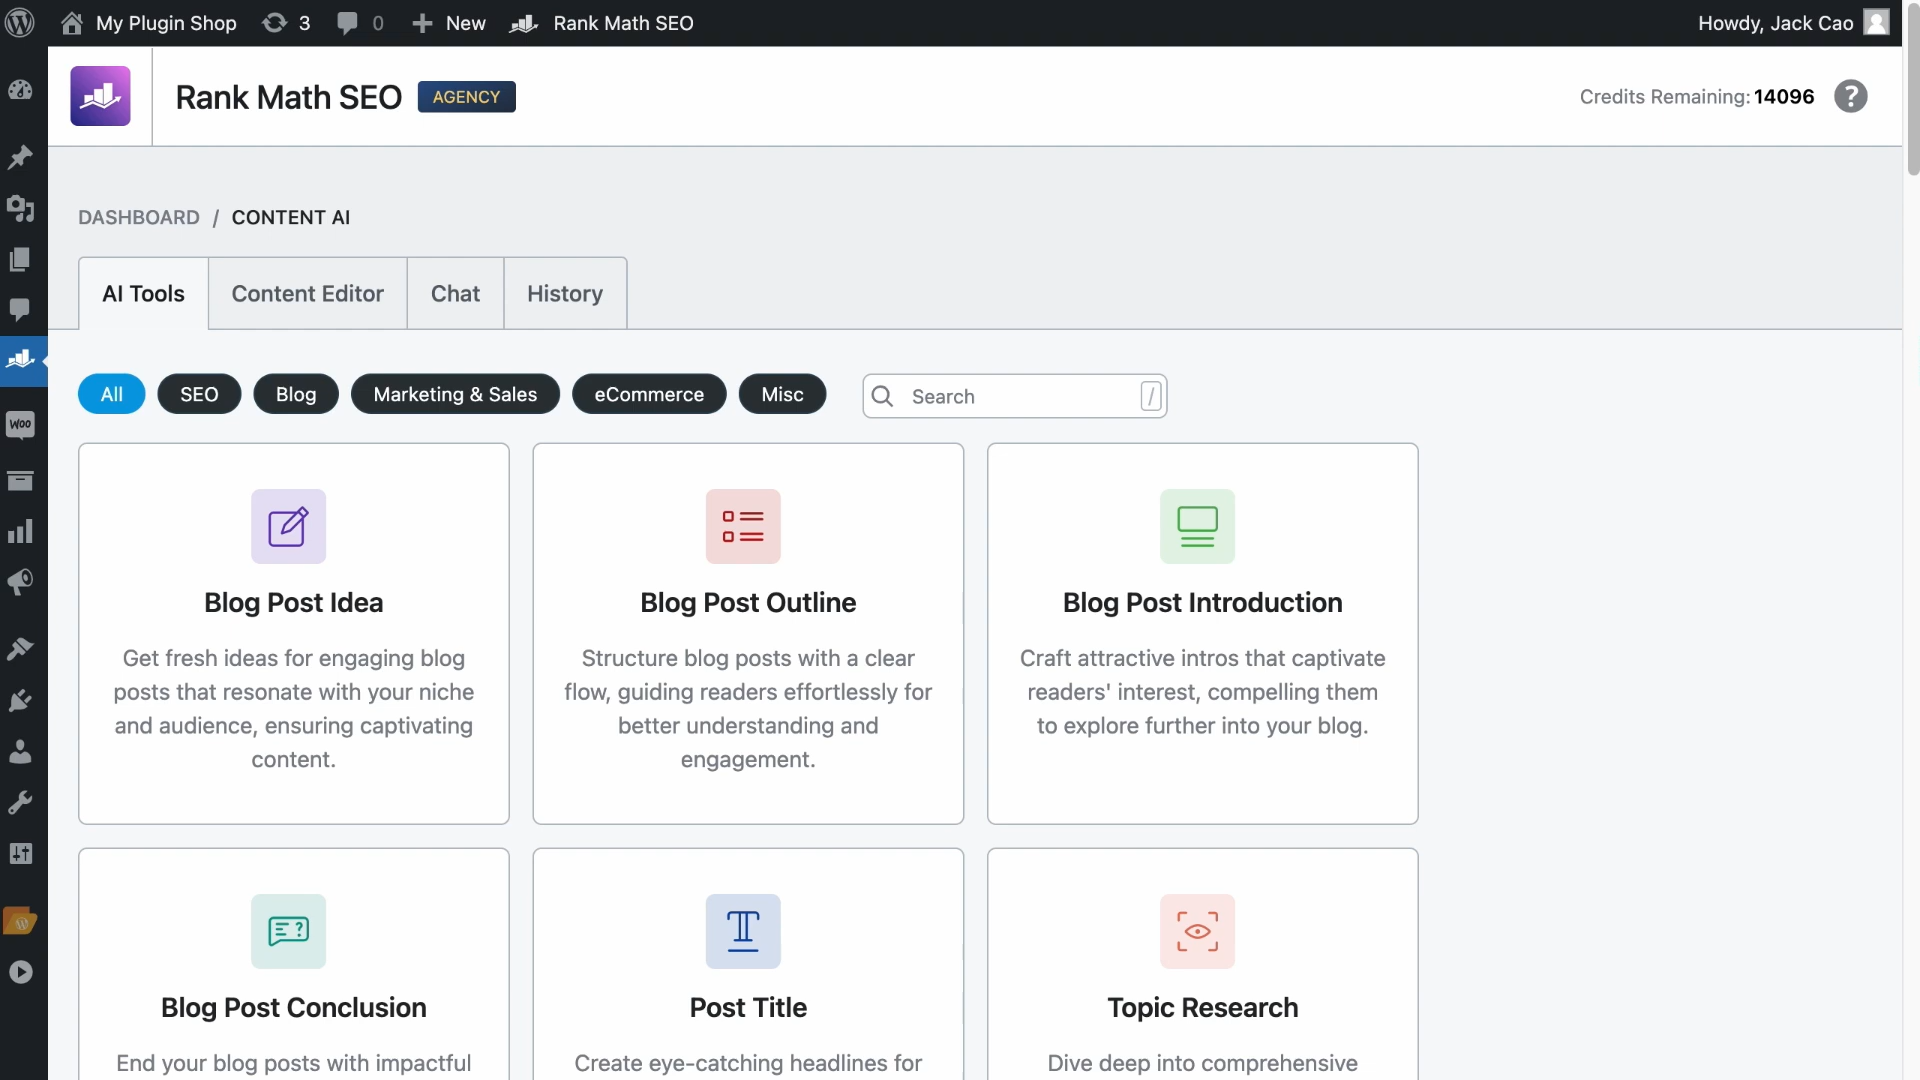 My Plugin Shop 3 0 New Rank Math SEO Howdy, Jack Cao
Rank Math SEO AGENCY Credits Remaining: 14096 ?
DASHBOARD / CONTENT AI
AI Tools Content Editor Chat History
All SEO Blog Marketing & Sales eCommerce Misc Search /
Woo
Blog Post Idea
Get fresh ideas for engaging blog
posts that resonate with your niche
and audience, ensuring captivating
content.
Blog Post Outline
Structure blog posts with a clear
flow, guiding readers effortlessly for
better understanding and
engagement.
Blog Post Introduction
Craft attractive intros that captivate
readers' interest, compelling them
to explore further into your blog.
Blog Post Conclusion
End your blog posts with impactful
Post Title
Create eye-catching headlines for
Topic Research
Dive deep into comprehensive